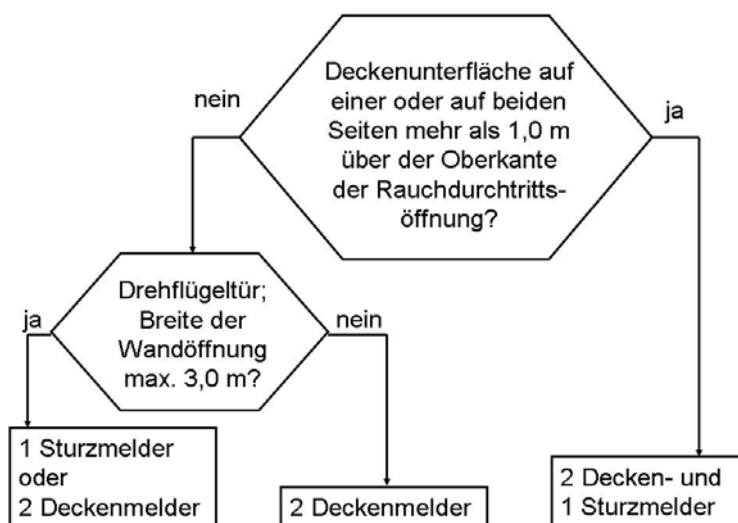 Deckenunterfläche auf
einer oder auf beiden
Seiten mehr als 1,0 m
über der Oberkante
der Rauchdurchtritts-
öffnung?
nein
ja
Drehflügeltür;
Breite der
Wandöffnung
max. 3,0 m?
ja
nein
1 Sturzmelder
oder
2 Deckenmelder
2 Deckenmelder
2 Decken- und
1 Sturzmelder